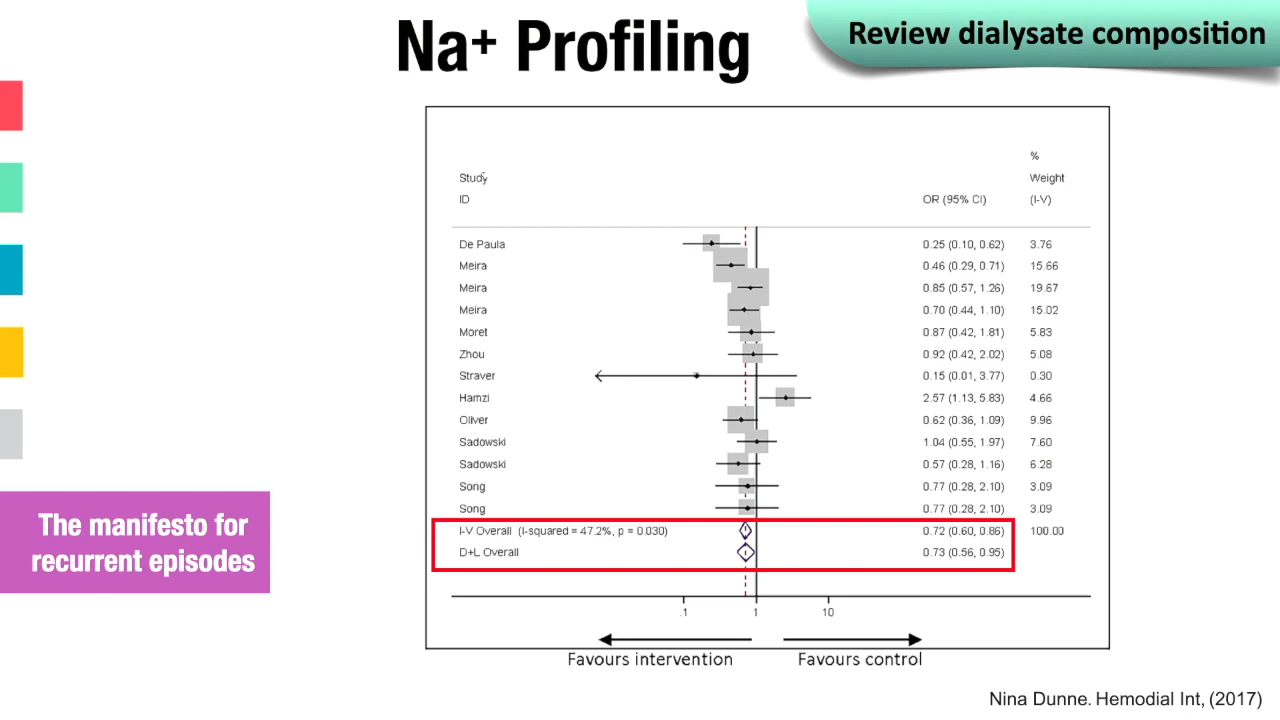 Na⁺ Profiling
Review dialysate composition
%
Study Weight
ID OR (95% CI) (I-V)
De Paula 0.25 (0.10, 0.62) 3.76
Meira 0.46 (0.29, 0.71) 15.66
Meira 0.85 (0.57, 1.26) 19.67
Meira 0.70 (0.44, 1.10) 15.02
Moret 0.87 (0.42, 1.81) 5.83
Zhou 0.92 (0.42, 2.02) 5.08
Straver 0.15 (0.01, 3.77) 0.30
Hamzi 2.57 (1.13, 5.83) 4.66
Oliver 0.62 (0.36, 1.09) 9.96
Sadowski 1.04 (0.55, 1.97) 7.60
Sadowski 0.57 (0.28, 1.16) 6.28
Song 0.77 (0.28, 2.10) 3.09
Song 0.77 (0.28, 2.10) 3.09
I-V Overall (I-squared = 47.2%, p = 0.030) 0.72 (0.60, 0.86) 100.00
D+L Overall 0.73 (0.56, 0.95)
.1 1 10
Favours intervention Favours control
The manifesto for
recurrent episodes
Nina Dunne. Hemodial Int, (2017)